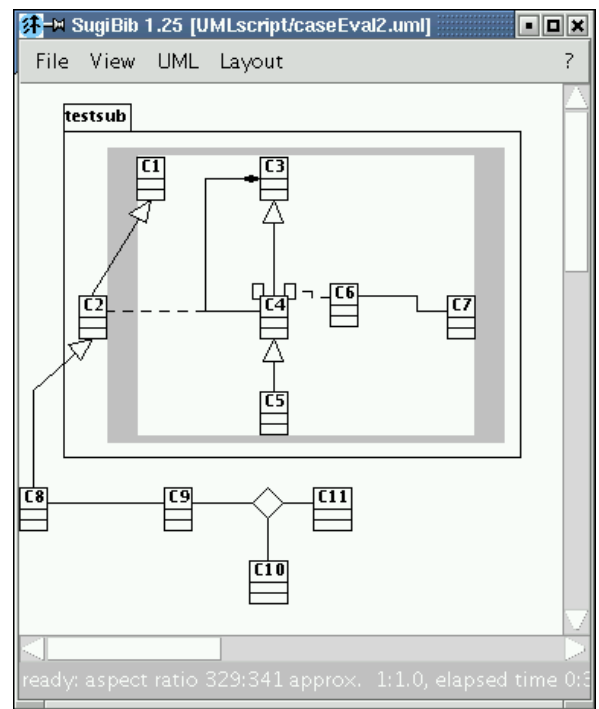 SugiBib 1.25 [UMLscript/caseEval2.uml]
File View UML Layout ?
testsub
C1 C3
C2 C4 C6 C7
C5
C8 C9 C11
C10
ready: aspect ratio 329:341 approx. 1:1.0, elapsed time 0:3